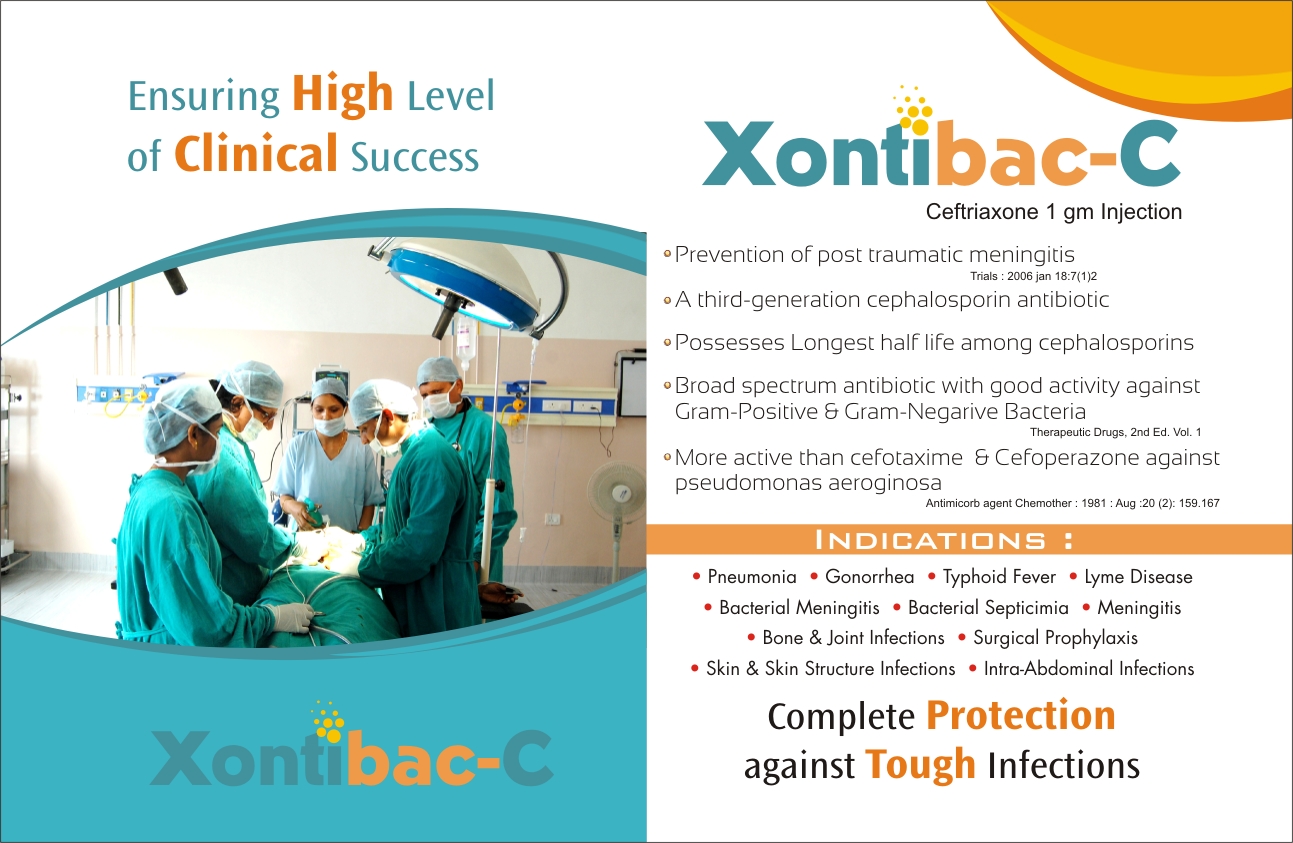 Ensuring High Level
of Clinical Success
Xontibac-C
Xontibac-C
Ceftriaxone 1 gm Injection
Prevention of post traumatic meningitis
Trials : 2006 jan 18:7(1)2
A third-generation cephalosporin antibiotic
Possesses Longest half life among cephalosporins
Broad spectrum antibiotic with good activity against
Gram-Positive & Gram-Negarive Bacteria
Therapeutic Drugs, 2nd Ed. Vol. 1
More active than cefotaxime & Cefoperazone against
pseudomonas aeroginosa
Antimicorb agent Chemother : 1981 : Aug :20 (2): 159.167
INDICATIONS :
• Pneumonia • Gonorrhea • Typhoid Fever • Lyme Disease
• Bacterial Meningitis • Bacterial Septicimia • Meningitis
• Bone & Joint Infections • Surgical Prophylaxis
• Skin & Skin Structure Infections • Intra-Abdominal Infections
Complete Protection
against Tough Infections